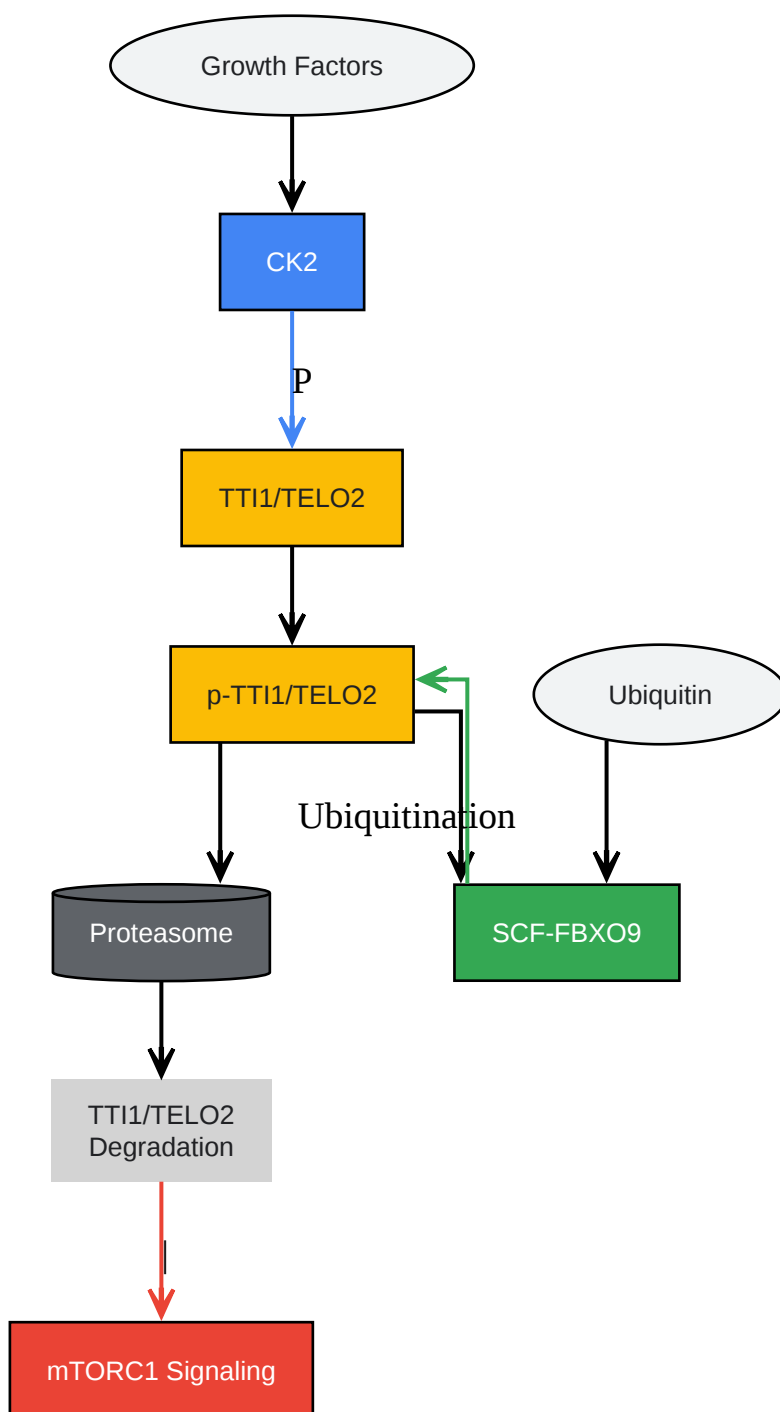 Growth Factors
CK2
P
TTI1/TELO2
p-TTI1/TELO2
Ubiquitin
Ubiquitination
Proteasome
SCF-FBXO9
TTI1/TELO2
Degradation
|
mTORC1 Signaling